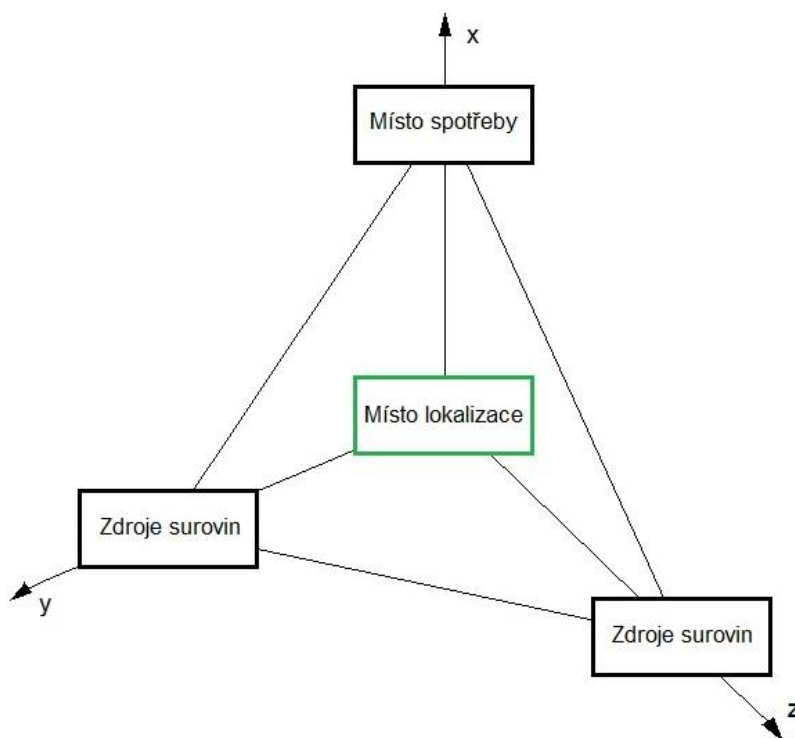 x
Místo spotřeby
Místo lokalizace
Zdroje surovin
y
Zdroje surovin
z